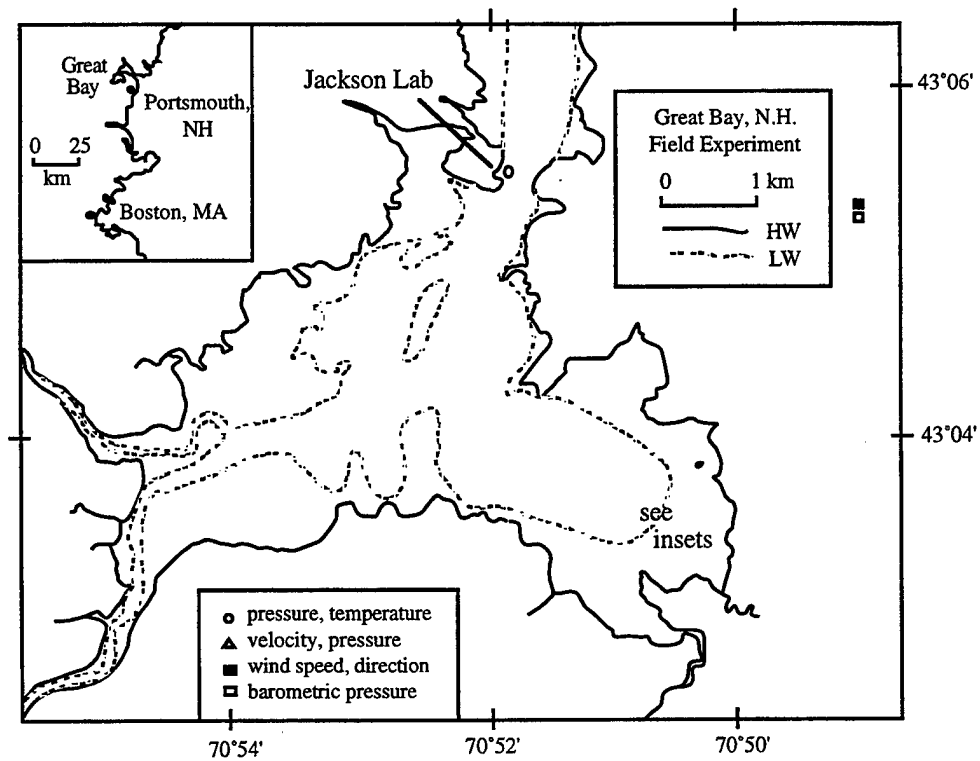 Great
Bay
Portsmouth,
NH
0 25
km
Boston, MA
Jackson Lab
43°06'
Great Bay, N.H.
Field Experiment
0 1 km
HW
LW
43°04'
see
insets
pressure, temperature
velocity, pressure
wind speed, direction
barometric pressure
70°54'
70°52'
70°50'